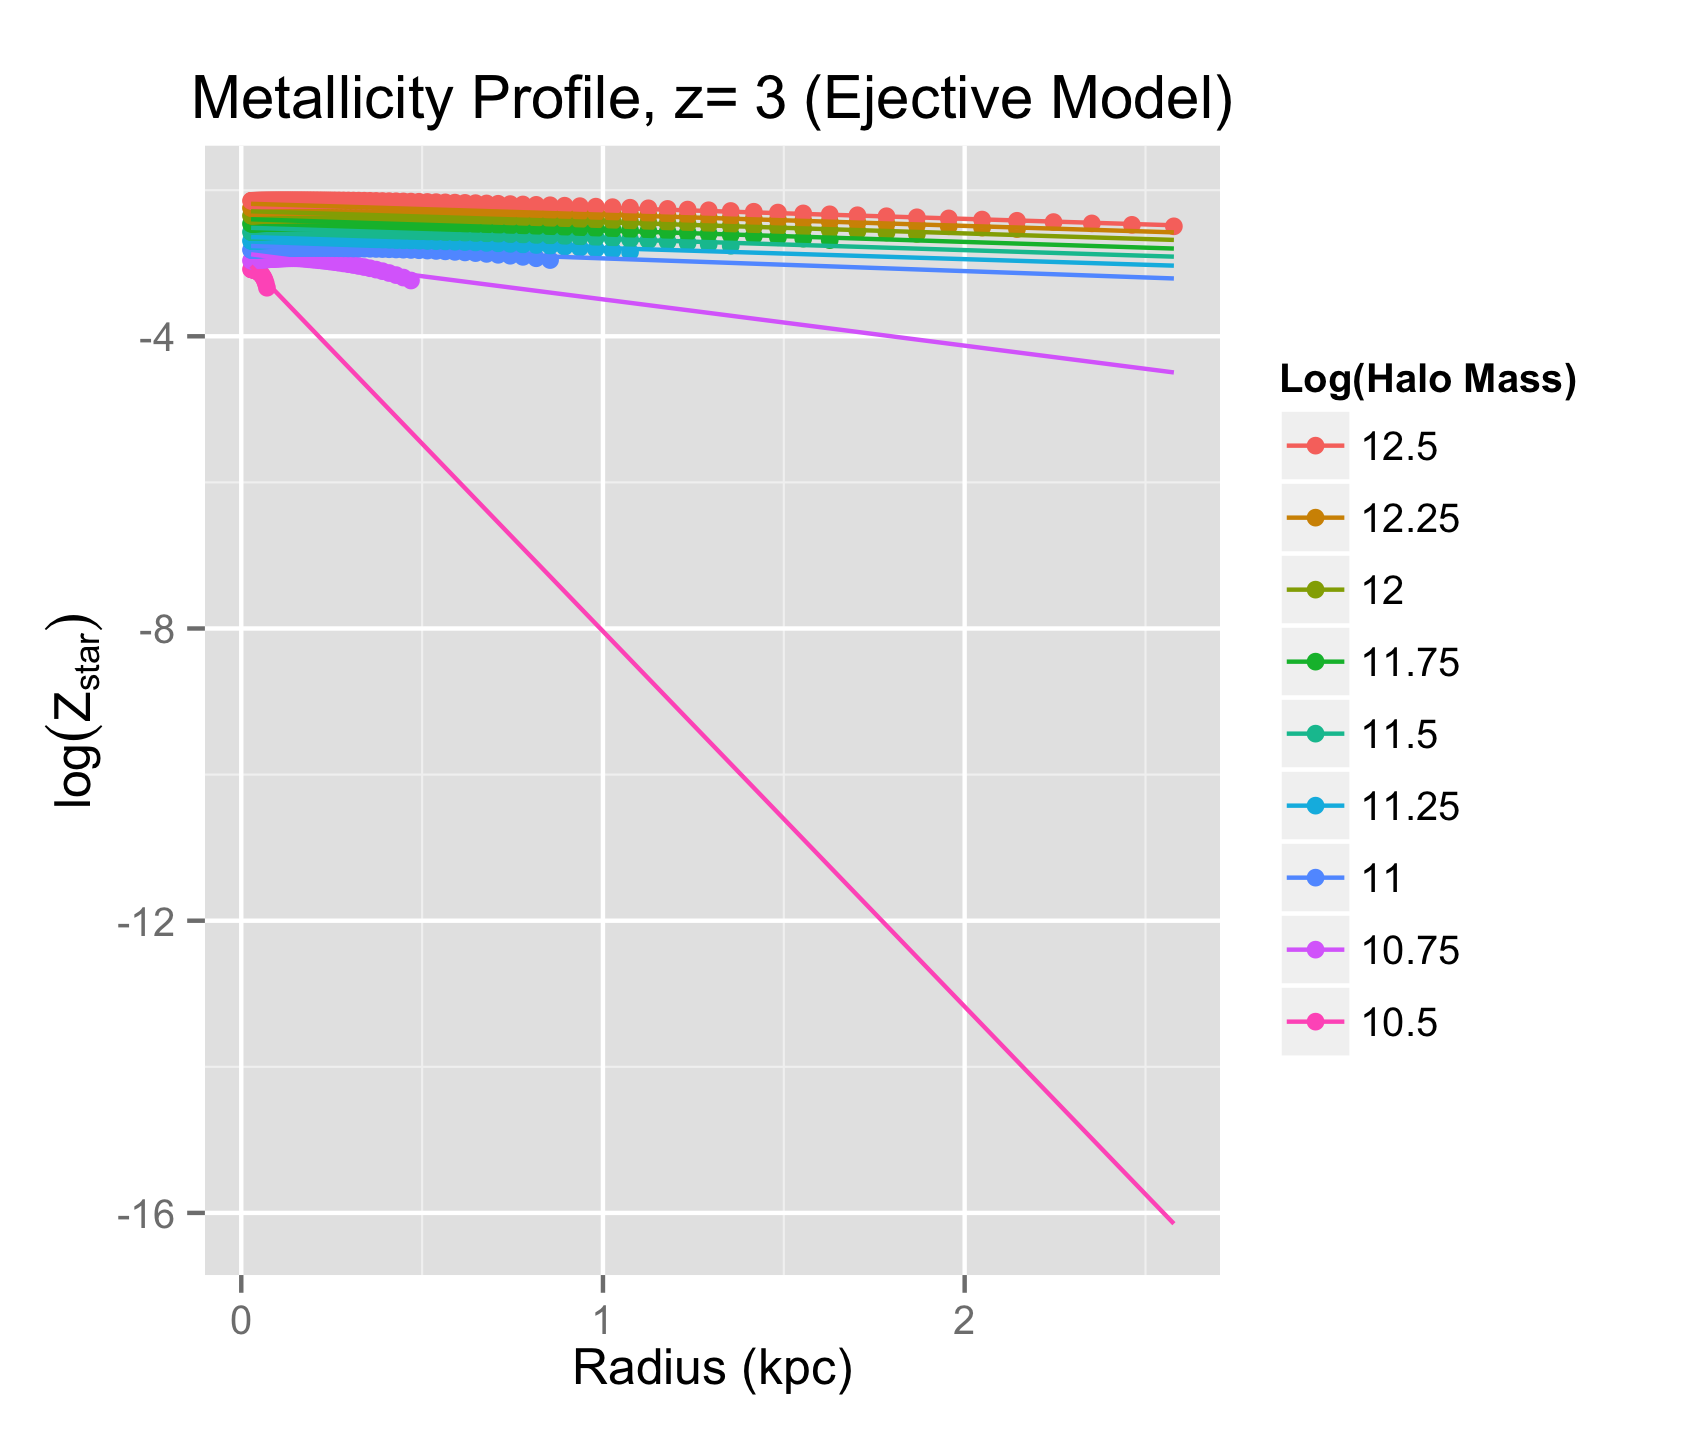 Metallicity Profile, z= 3 (Ejective Model)
-4
-8
-12
-16
log(Zstar)
0 1 2
Radius (kpc)
Log(Halo Mass)
12.5
12.25
12
11.75
11.5
11.25
11
10.75
10.5